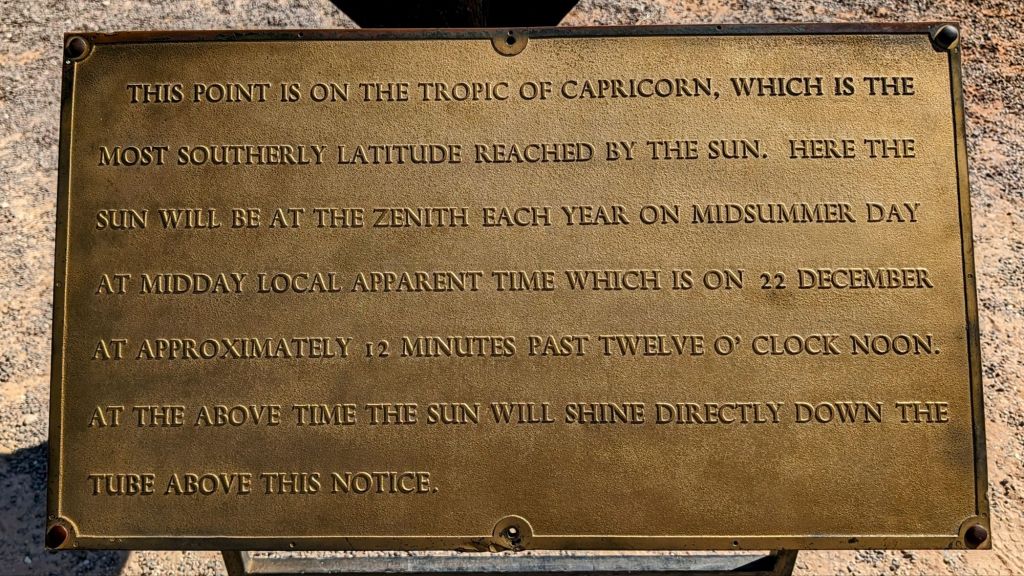 THIS POINT IS ON THE TROPIC OF CAPRICORN, WHICH IS THE
MOST SOUTHERLY LATITUDE REACHED BY THE SUN. HERE THE
SUN WILL BE AT THE ZENITH EACH YEAR ON MIDSUMMER DAY
AT MIDDAY LOCAL APPARENT TIME WHICH IS ON 22 DECEMBER
AT APPROXIMATELY 12 MINUTES PAST TWELVE O' CLOCK NOON.
AT THE ABOVE TIME THE SUN WILL SHINE DIRECTLY DOWN THE
TUBE ABOVE THIS NOTICE.